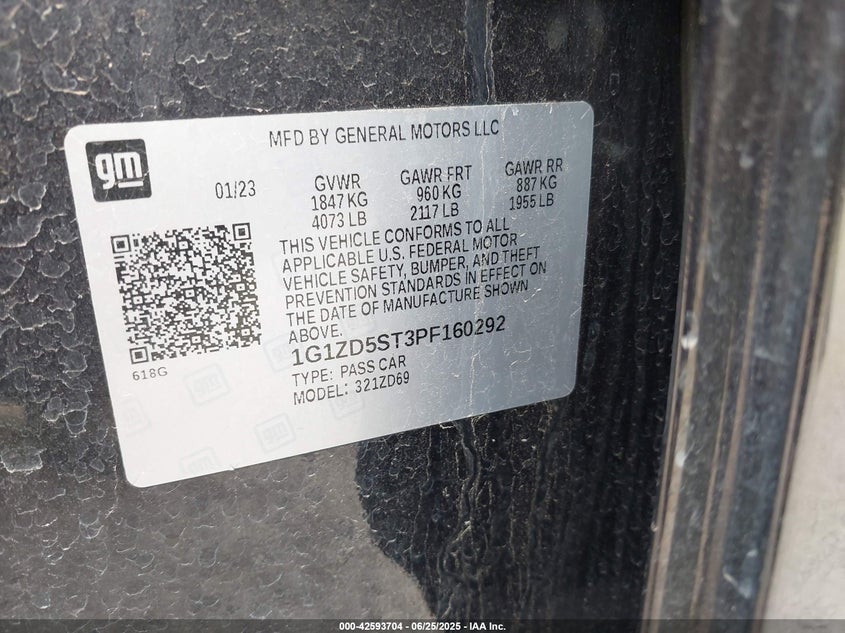 MFD BY GENERAL MOTORS LLC
gm
01/23
GVWR
1847 KG
4073 LB
GAWR FRT
960 KG
2117 LB
GAWR RR
887 KG
1955 LB
THIS VEHICLE CONFORMS TO ALL
APPLICABLE U.S. FEDERAL MOTOR
VEHICLE SAFETY, BUMPER, AND THEFT
PREVENTION STANDARDS IN EFFECT ON
THE DATE OF MANUFACTURE SHOWN
ABOVE.
1G1ZD5ST3PF160292
618G
TYPE: PASS CAR
MODEL: 321ZD69
000-42593704 - 06/25/2025 - IAA Inc.